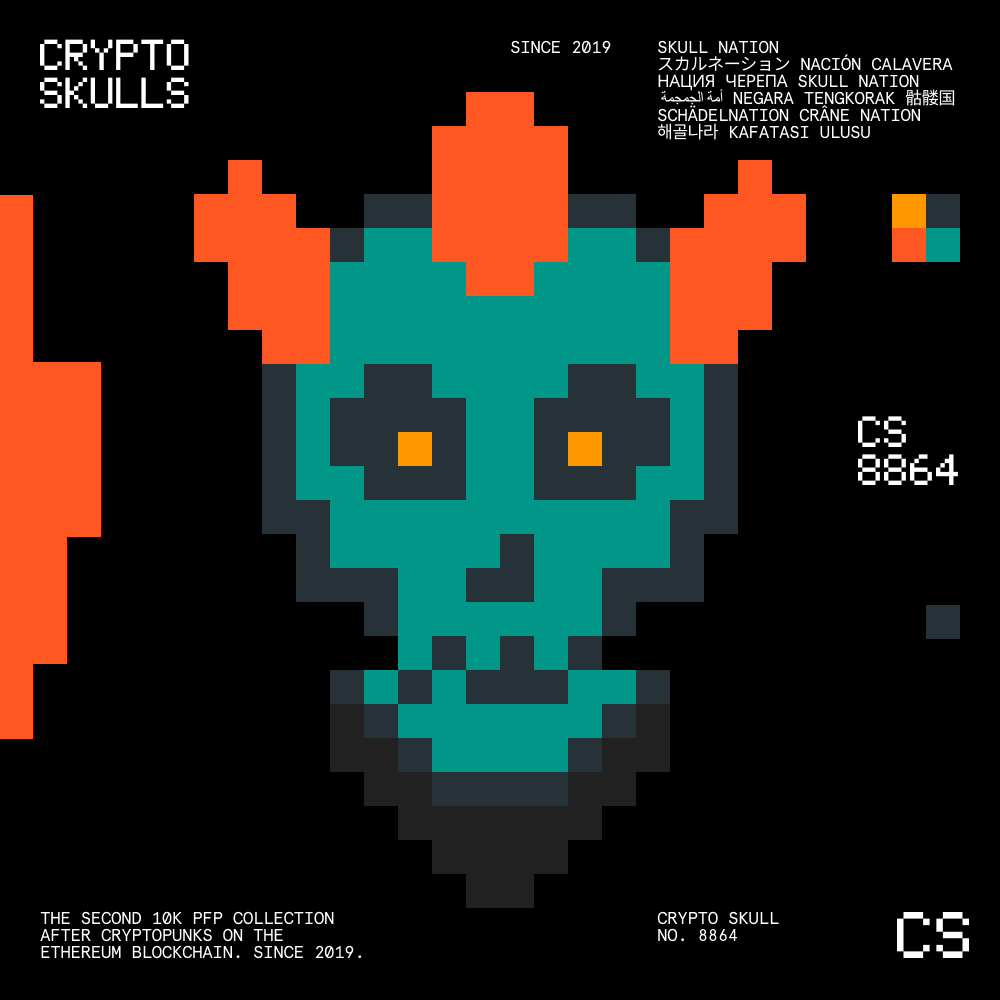 CRYPTO
SKULLS
SINCE 2019
SKULL NATION
スカルネーション NACIÓN CALAVERA
НАЦИЯ ЧЕРЕПА SKULL NATION
أمة الجمجمة NEGARA TENGKORAK 骷髅国
SCHÄDELNATION CRÂNE NATION
해골나라 KAFATASI ULUSU
CS
8864
THE SECOND 10K PFP COLLECTION
AFTER CRYPTOPUNKS ON THE
ETHEREUM BLOCKCHAIN. SINCE 2019.
CRYPTO SKULL
NO. 8864
CS